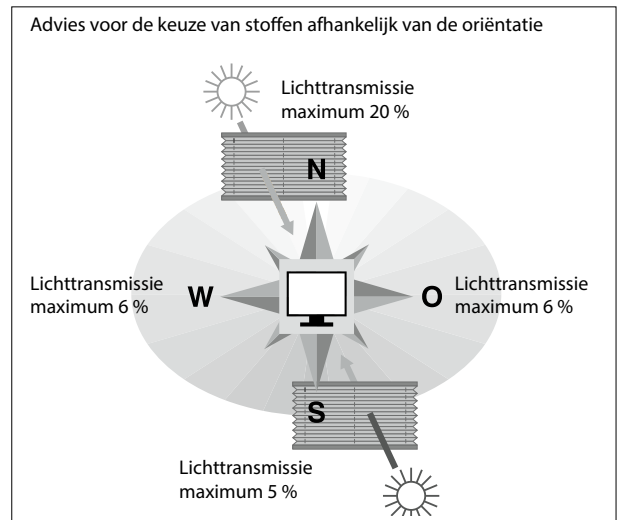 Advies voor de keuze van stoffen afhankelijk van de oriëntatie
Lichttransmissie
maximum 20 %
N
Lichttransmissie
maximum 6 %
W
O
Lichttransmissie
maximum 6 %
S
Lichttransmissie
maximum 5 %